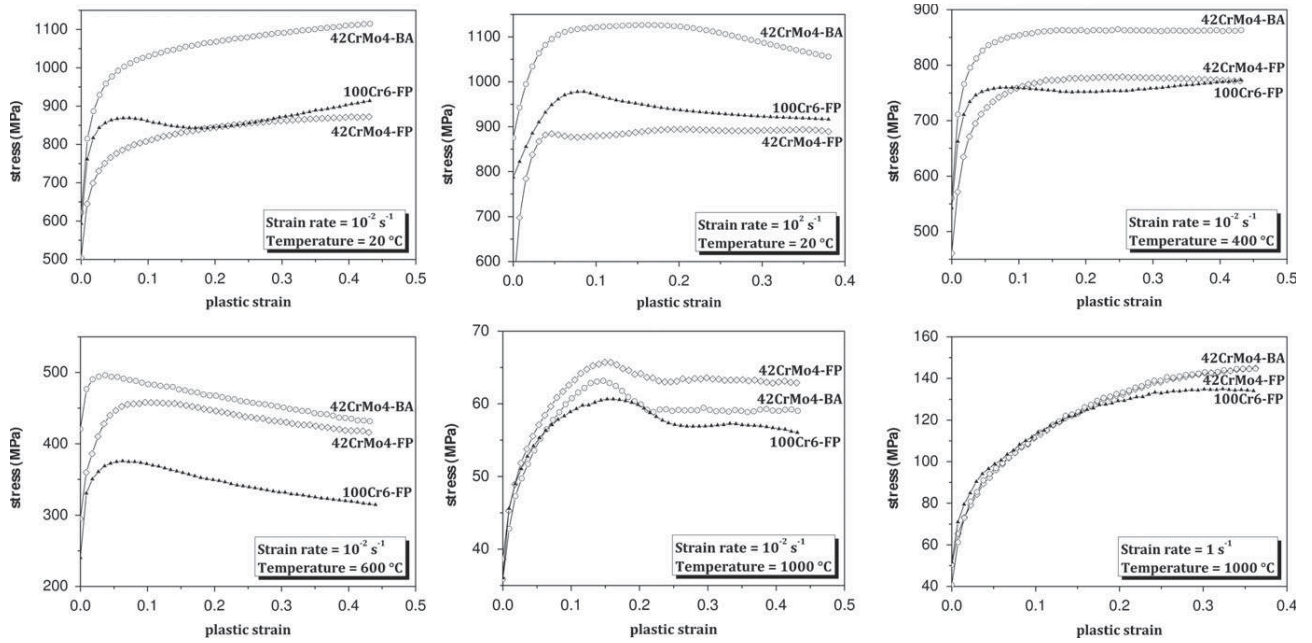 1100
1000
900
800
700
600
500
stress (MPa)
42CrMo4-BA
100Cr6-FP
42CrMo4-FP
Strain rate = 10⁻² s⁻¹
Temperature = 20 °C
0.0 0.1 0.2 0.3 0.4 0.5
plastic strain
1100
1000
900
800
700
600
stress (MPa)
42CrMo4-BA
100Cr6-FP
42CrMo4-FP
Strain rate = 10² s⁻¹
Temperature = 20 °C
0.0 0.1 0.2 0.3 0.4
plastic strain
900
800
700
600
500
stress (MPa)
42CrMo4-BA
42CrMo4-FP
100Cr6-FP
Strain rate = 10⁻² s⁻¹
Temperature = 400 °C
0.0 0.1 0.2 0.3 0.4 0.5
plastic strain
500
400
300
200
stress (MPa)
42CrMo4-BA
42CrMo4-FP
100Cr6-FP
Strain rate = 10⁻² s⁻¹
Temperature = 600 °C
0.0 0.1 0.2 0.3 0.4 0.5
plastic strain
70
60
50
40
stress (MPa)
42CrMo4-FP
42CrMo4-BA
100Cr6-FP
Strain rate = 10⁻² s⁻¹
Temperature = 1000 °C
0.0 0.1 0.2 0.3 0.4 0.5
plastic strain
160
140
120
100
80
60
40
stress (MPa)
42CrMo4-BA
42CrMo4-FP
100Cr6-FP
Strain rate = 1 s⁻¹
Temperature = 1000 °C
0.0 0.1 0.2 0.3 0.4
plastic strain